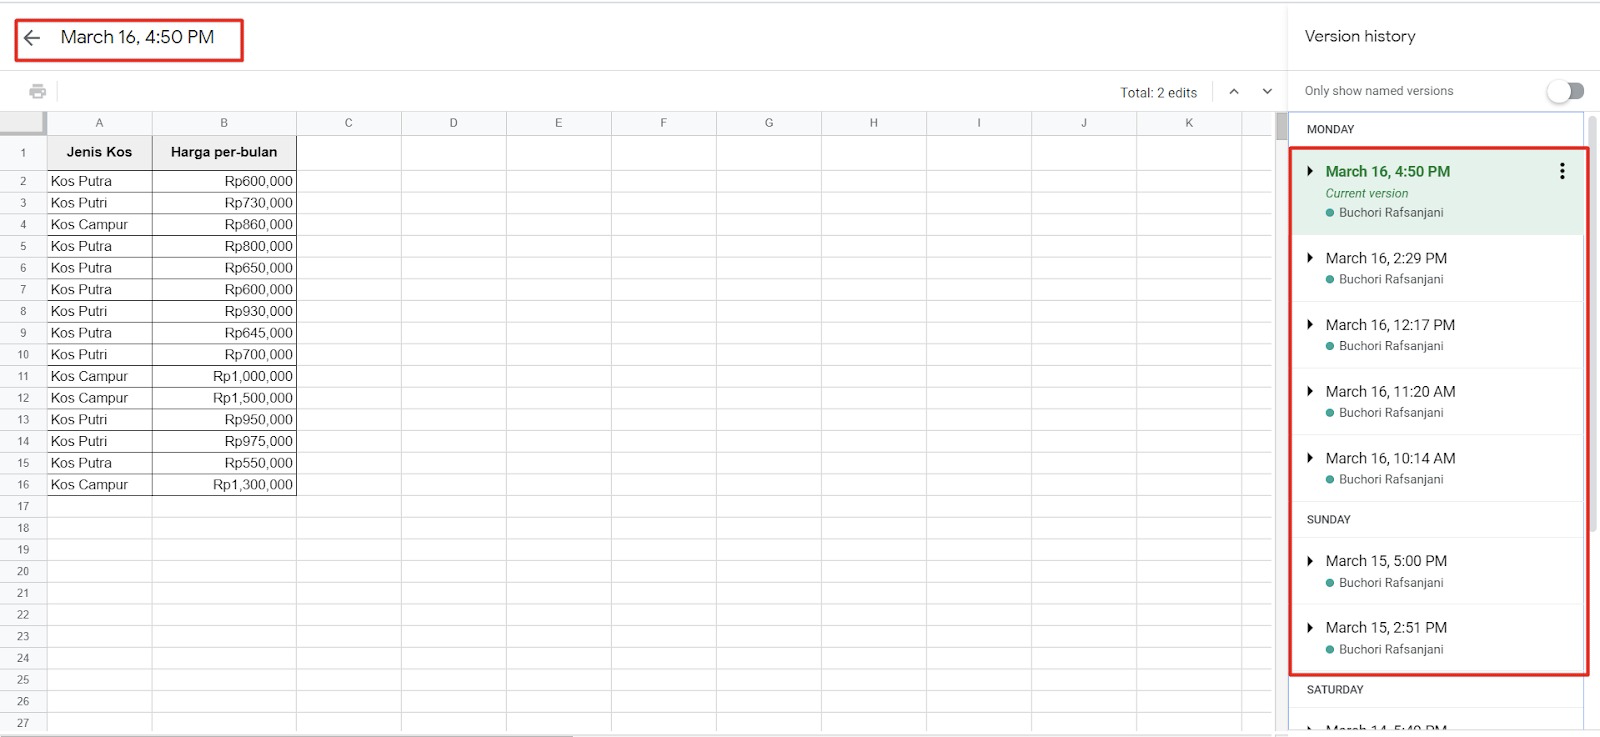 March 16, 4:50 PM
Version history
Total: 2 edits
Only show named versions
A B C D E F G H I J K
1 Jenis Kos Harga per-bulan
2 Kos Putra Rp600,000
3 Kos Putri Rp730,000
4 Kos Campur Rp860,000
5 Kos Putra Rp800,000
6 Kos Putra Rp650,000
7 Kos Putra Rp600,000
8 Kos Putri Rp930,000
9 Kos Putra Rp645,000
10 Kos Putri Rp700,000
11 Kos Campur Rp1,000,000
12 Kos Campur Rp1,500,000
13 Kos Putri Rp950,000
14 Kos Putri Rp975,000
15 Kos Putra Rp550,000
16 Kos Campur Rp1,300,000
17
18
19
20
21
22
23
24
25
26
27
MONDAY
March 16, 4:50 PM
Current version
Buchori Rafsanjani
March 16, 2:29 PM
Buchori Rafsanjani
March 16, 12:17 PM
Buchori Rafsanjani
March 16, 11:20 AM
Buchori Rafsanjani
March 16, 10:14 AM
Buchori Rafsanjani
SUNDAY
March 15, 5:00 PM
Buchori Rafsanjani
March 15, 2:51 PM
Buchori Rafsanjani
SATURDAY
March 14, PM